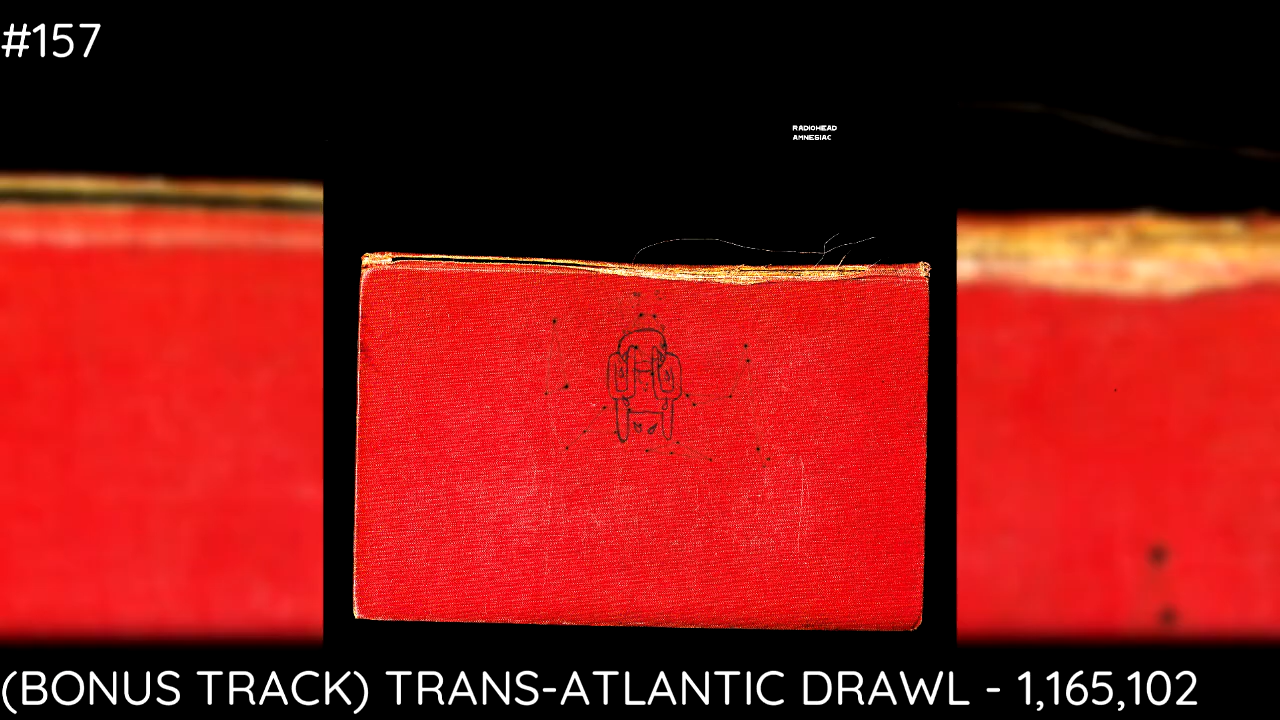 #157
RADIOHEAD
AMNESIAC
(BONUS TRACK) TRANS-ATLANTIC DRAWL - 1,165,102